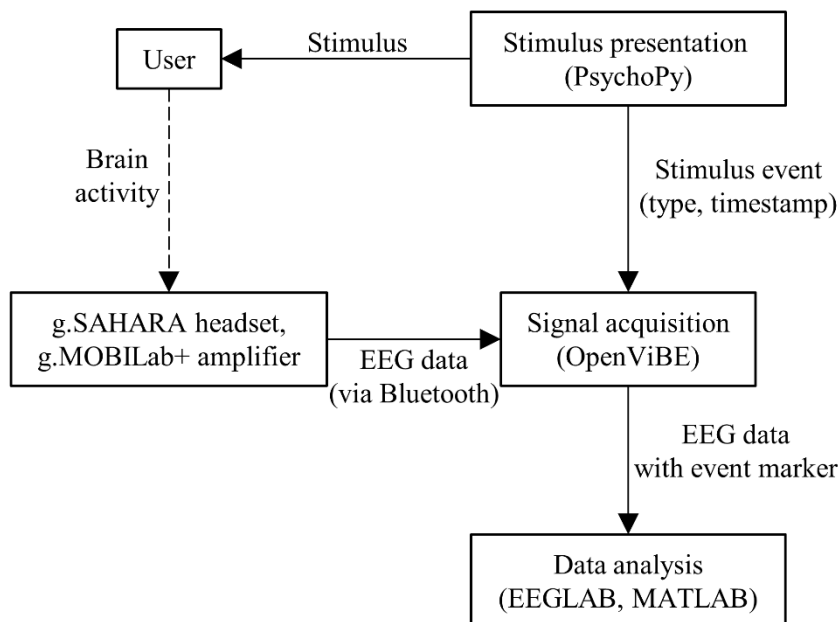 User
Stimulus
Stimulus presentation
(PsychoPy)
Brain
activity
Stimulus event
(type, timestamp)
g.SAHARA headset,
g.MOBILab+ amplifier
EEG data
(via Bluetooth)
Signal acquisition
(OpenViBE)
EEG data
with event marker
Data analysis
(EEGLAB, MATLAB)